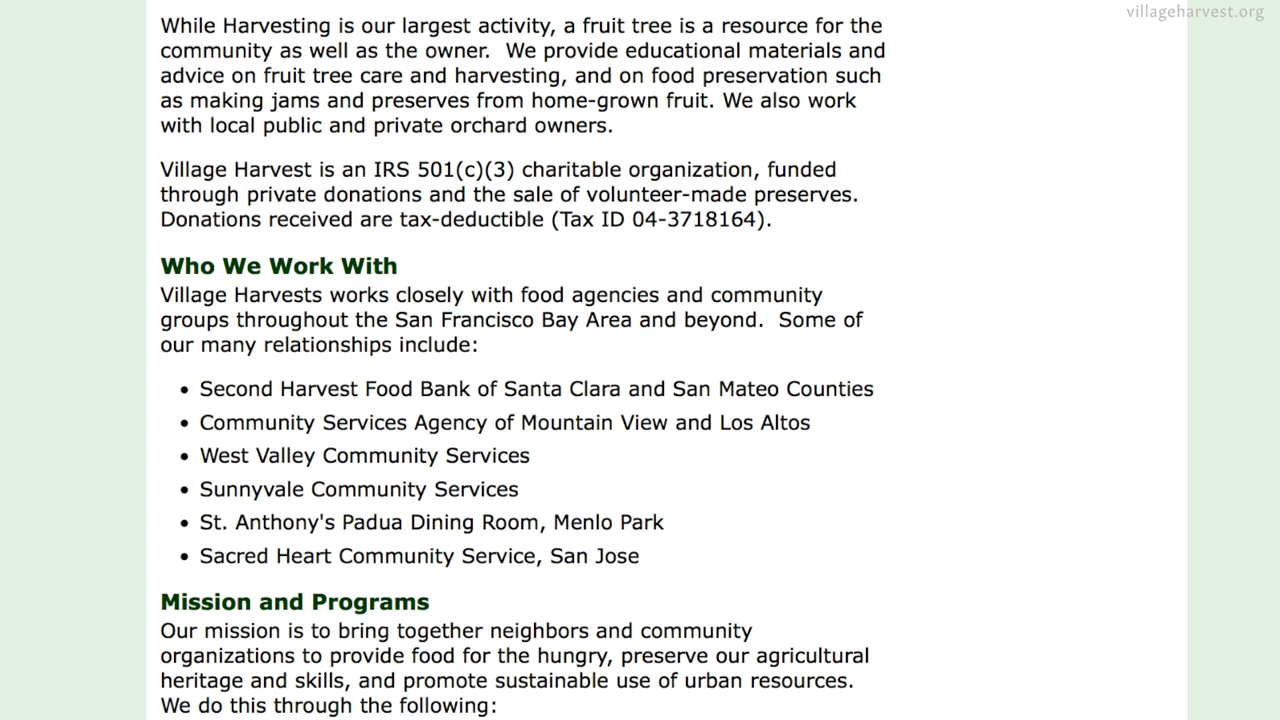 villageharvest.org
While Harvesting is our largest activity, a fruit tree is a resource for the
community as well as the owner.  We provide educational materials and
advice on fruit tree care and harvesting, and on food preservation such
as making jams and preserves from home-grown fruit. We also work
with local public and private orchard owners.
Village Harvest is an IRS 501(c)(3) charitable organization, funded
through private donations and the sale of volunteer-made preserves.
Donations received are tax-deductible (Tax ID 04-3718164).
Who We Work With
Village Harvests works closely with food agencies and community
groups throughout the San Francisco Bay Area and beyond.  Some of
our many relationships include:
• Second Harvest Food Bank of Santa Clara and San Mateo Counties
• Community Services Agency of Mountain View and Los Altos
• West Valley Community Services
• Sunnyvale Community Services
• St. Anthony's Padua Dining Room, Menlo Park
• Sacred Heart Community Service, San Jose
Mission and Programs
Our mission is to bring together neighbors and community
organizations to provide food for the hungry, preserve our agricultural
heritage and skills, and promote sustainable use of urban resources.
We do this through the following: